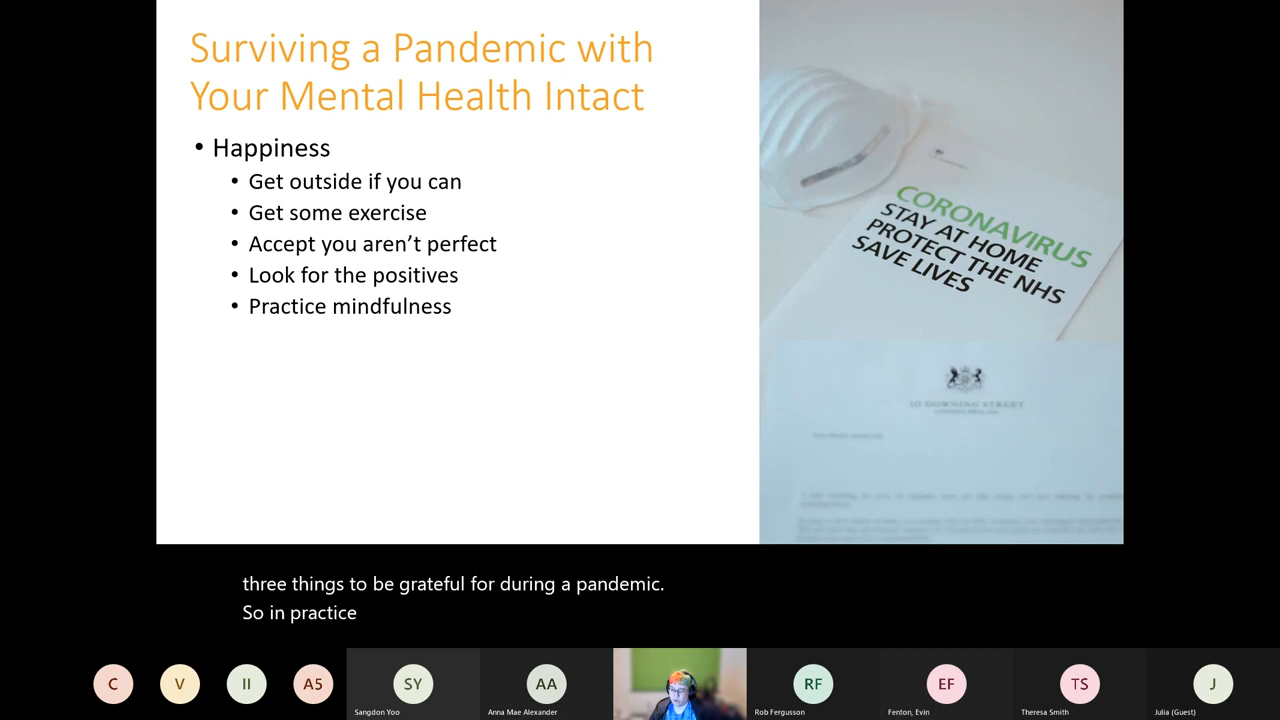 Surviving a Pandemic with
Your Mental Health Intact
• Happiness
• Get outside if you can
• Get some exercise
• Accept you aren’t perfect
• Look for the positives
• Practice mindfulness
CORONAVIRUS
STAY AT HOME
PROTECT THE NHS
SAVE LIVES
10 DOWNING STREET
three things to be grateful for during a pandemic.
So in practice
C
V
II
A5
SY
AA
RF
EF
TS
J
Sangdon Yoo
Anna Mae Alexander
Rob Fergusson
Fenton, Evin
Theresa Smith
Julia (Guest)